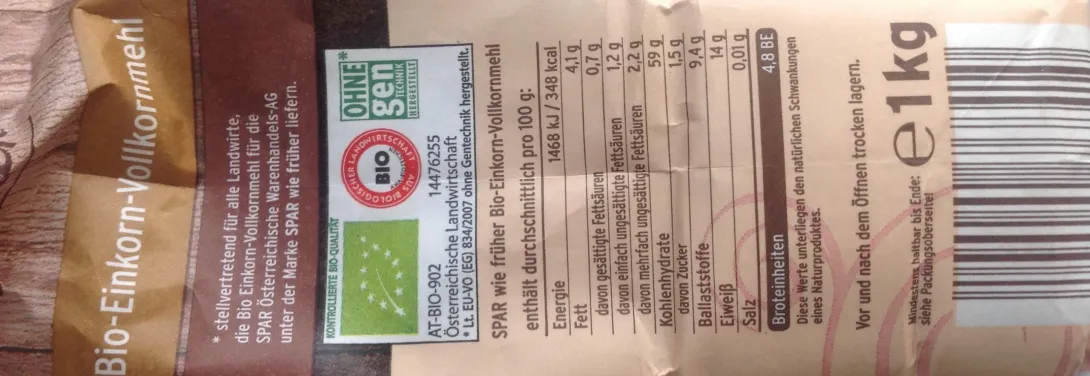 Bio-Einkorn-Vollkornmehl
* stellvertretend für alle Landwirte,
die Bio Einkorn-Vollkornmehl für die
SPAR Österreichische Warenhandels-AG
unter der Marke SPAR wie früher liefern.
KONTROLLIERTE BIO-QUALITÄT
AUS BIOLOGISCHER LANDWIRTSCHAFT
BIO
OHNE*
gen
TECHNIK
HERGESTELLT
AT-BIO-902 14476255
Österreichische Landwirtschaft
* Lt. EU-VO (EG) 834/2007 ohne Gentechnik hergestellt.
SPAR wie früher Bio-Einkorn-Vollkornmehl
enthält durchschnittlich pro 100 g:
Energie 1468 kJ / 348 kcal
Fett 4,1 g
davon gesättigte Fettsäuren 0,7 g
davon einfach ungesättigte Fettsäuren 1,2 g
davon mehrfach ungesättigte Fettsäuren 2,2 g
Kohlenhydrate 59 g
davon Zucker 1,5 g
Ballaststoffe 9,4 g
Eiweiß 14 g
Salz 0,01 g
Broteinheiten 4,8 BE
Diese Werte unterliegen den natürlichen Schwankungen
eines Naturproduktes.
Vor und nach dem Öffnen trocken lagern.
Mindestens haltbar bis Ende:
siehe Packungsoberseite!
e 1kg